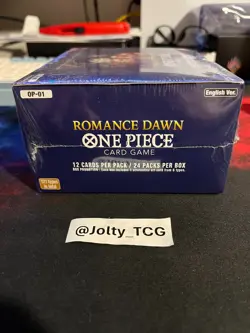 OP-01
English Ver.
ROMANCE DAWN
ONE PIECE
CARD GAME
12 CARDS PER PACK / 24 PACKS PER BOX
@Jolty_TCG